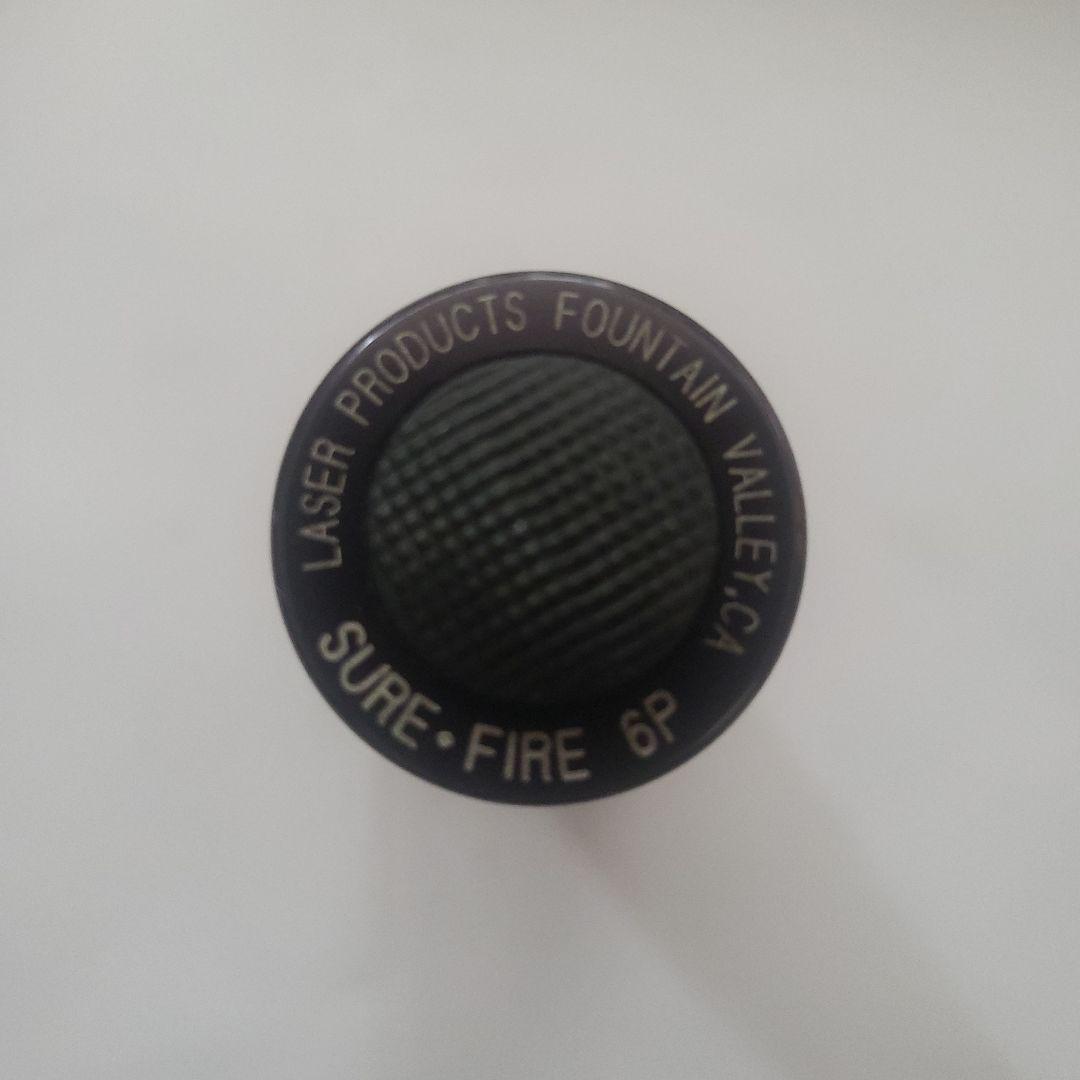 LASER PRODUCTS FOUNTAIN VALLEY, CA
SURE•FIRE 6P